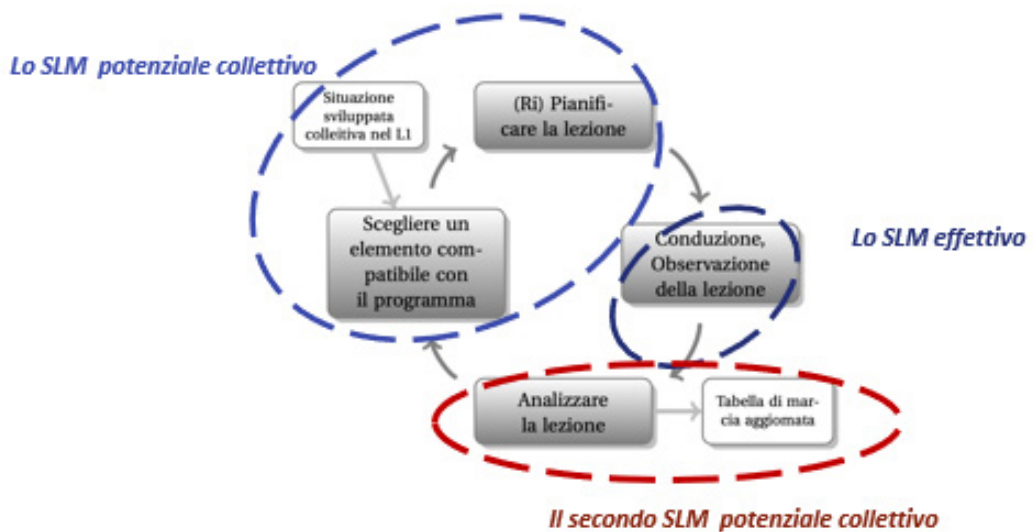 Lo SLM potenziale collettivo
Situazione
sviluppata
colleitiva nel L1
(Ri) Pianifi-
care la lezione
Scegliere un
elemento com-
patibile con
il programma
Conduzione,
Observazione
della lezione
Lo SLM effettivo
Analizzare
la lezione
Tabella di mar-
cia aggiomata
Il secondo SLM potenziale collettivo